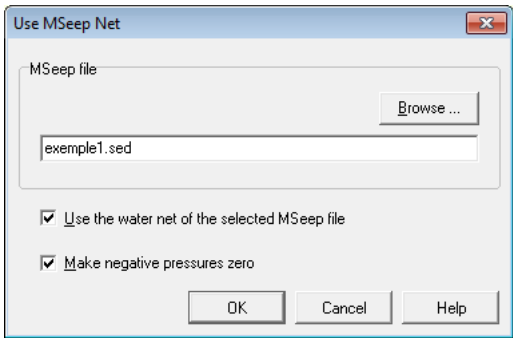 Use MSeep Net
MSeep file
Browse ...
exemple1.sed
Use the water net of the selected MSeep file
Make negative pressures zero
OK Cancel Help